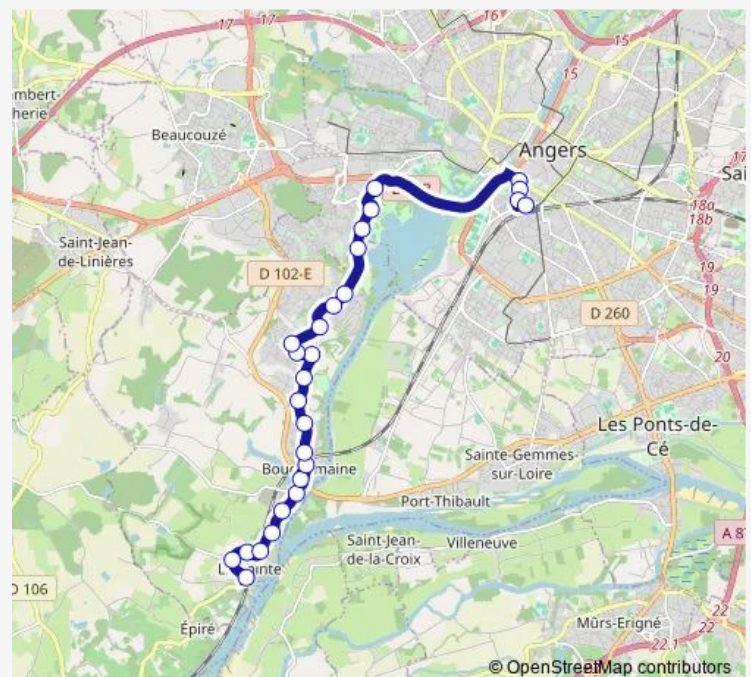 17
16
15
15
Beaucouzé
Angers
17
18a
18b
Saint-Jean-
de-Linières
D 102-E
19
19
D 260
20
Les Ponts-de-
Cé
Sainte-Gemmes-
sur-Loire
Port-Thibault
Saint-Jean-
de-la-Croix
Villeneuve
D 106
Épiré
Mûrs-Erigné
22
22
22.1
© OpenStreetMap contributors